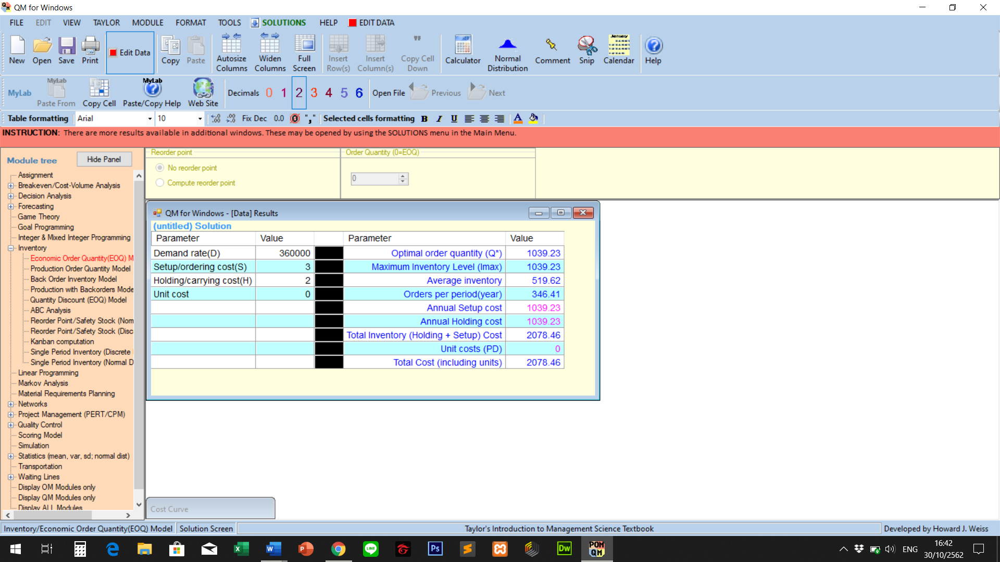 QM for Windows
FILE EDIT VIEW TAYLOR MODULE FORMAT TOOLS SOLUTIONS HELP EDIT DATA
New Open Save Print Edit Data Copy Paste Autosize Columns Widen Columns Full Screen Insert Row(s) Insert Column(s) Copy Cell Down Calculator Normal Distribution Comment Snip January Calendar Help
MyLab MyLab Paste From Copy Cell MyLab Paste/Copy Help Web Site Decimals 0 1 2 3 4 5 6 Open File Previous Next
Table formatting Arial 10 Fix Dec 0.0 "," Selected cells formatting B I U A
INSTRUCTION: There are more results available in additional windows. These may be opened by using the SOLUTIONS menu in the Main Menu.
Module tree Hide Panel
Assignment
Breakeven/Cost-Volume Analysis
Decision Analysis
Forecasting
Game Theory
Goal Programming
Integer & Mixed Integer Programming
Inventory
Economic Order Quantity(EOQ) M
Production Order Quantity Model
Back Order Inventory Model
Production with Backorders Mode
Quantity Discount (EOQ) Model
ABC Analysis
Reorder Point/Safety Stock (Nom
Reorder Point/Safety Stock (Disc
Kanban computation
Single Period Inventory (Discrete
Single Period Inventory (Normal D
Linear Programming
Markov Analysis
Material Requirements Planning
Networks
Project Management (PERT/CPM)
Quality Control
Scoring Model
Simulation
Statistics (mean, var, sd; normal dist)
Transportation
Waiting Lines
Display OM Modules only
Display QM Modules only
Display ALL Modules
Reorder point
No reorder point
Compute reorder point
Order Quantity (0=EOQ)
0
QM for Windows - [Data] Results
(untitled) Solution
Parameter Value Parameter Value
Demand rate(D) 360000 Optimal order quantity (Q*) 1039.23
Setup/ordering cost(S) 3 Maximum Inventory Level (Imax) 1039.23
Holding/carrying cost(H) 2 Average inventory 519.62
Unit cost 0 Orders per period(year) 346.41
Annual Setup cost 1039.23
Annual Holding cost 1039.23
Total Inventory (Holding + Setup) Cost 2078.46
Unit costs (PD) 0
Total Cost (including units) 2078.46
Cost Curve
Inventory/Economic Order Quantity(EOQ) Model Solution Screen Taylor's Introduction to Management Science Textbook Developed by Howard J. Weiss
LINE Ps Dw POM QM ENG 16:42
30/10/2562